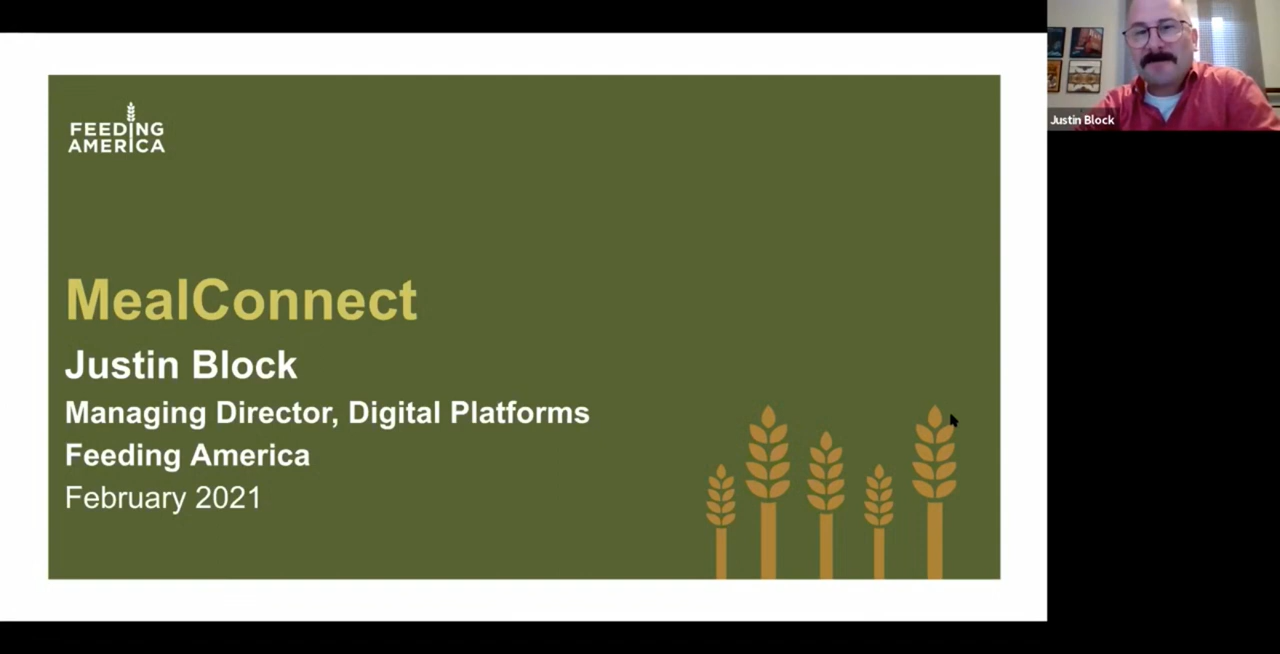 FEEDING
AMERICA
MealConnect
Justin Block
Managing Director, Digital Platforms
Feeding America
February 2021
Justin Block